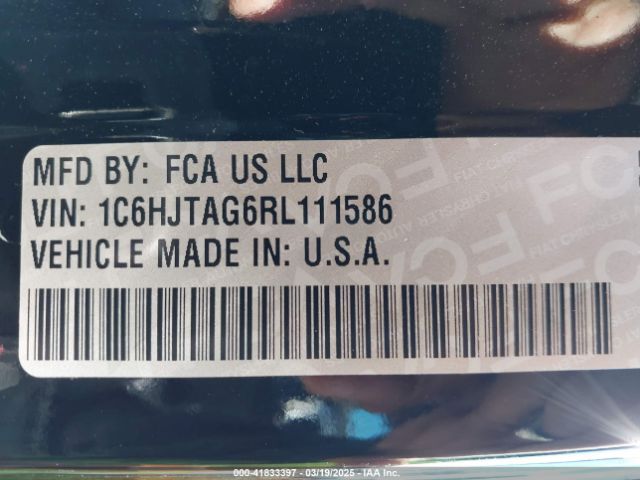 MFD BY: FCA US LLC
VIN: 1C6HJTAG6RL111586
VEHICLE MADE IN: U.S.A.
000-41833397 - 03/19/2025 - IAA Inc.